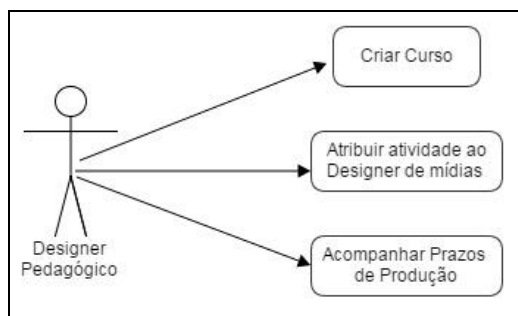 Criar Curso
Atribuir atividade ao
Designer de mídias
Designer
Pedagógico
Acompanhar Prazos
de Produção